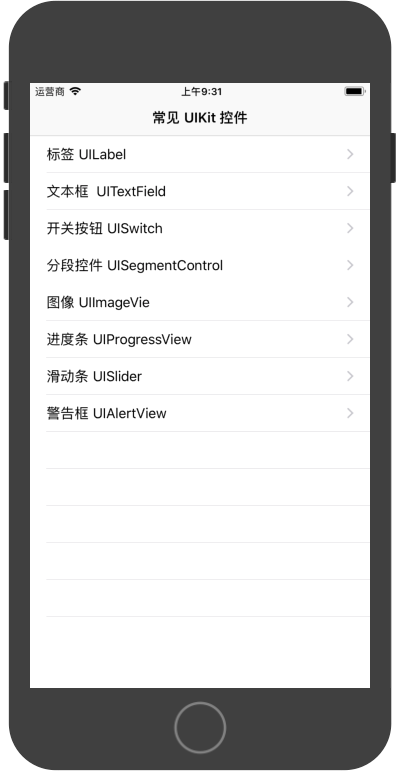 运营商 上午9:31
常见 UIKit 控件
标签 UILabel
文本框  UITextField
开关按钮 UISwitch
分段控件 UISegmentControl
图像 UIImageVie
进度条 UIProgressView
滑动条 UISlider
警告框 UIAlertView